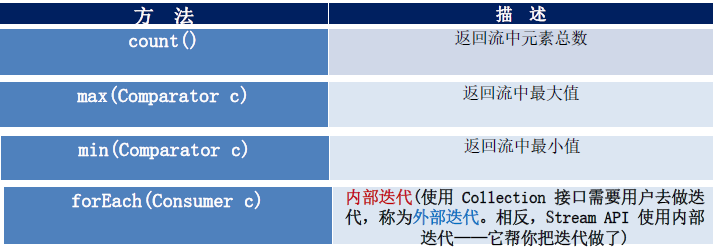 方 法 描 述
count() 返回流中元素总数
max(Comparator c) 返回流中最大值
min(Comparator c) 返回流中最小值
forEach(Consumer c) 内部迭代(使用 Collection 接口需要用户去做迭
代，称为外部迭代。相反，Stream API 使用内部
迭代——它帮你把迭代做了)